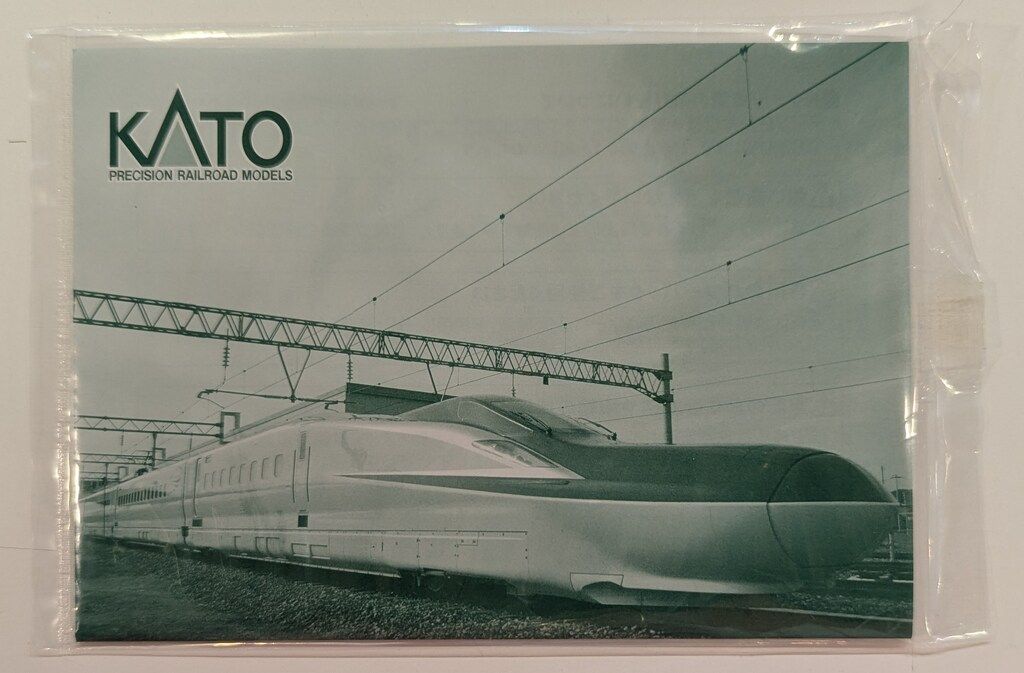 KATO
PRECISION RAILROAD MODELS